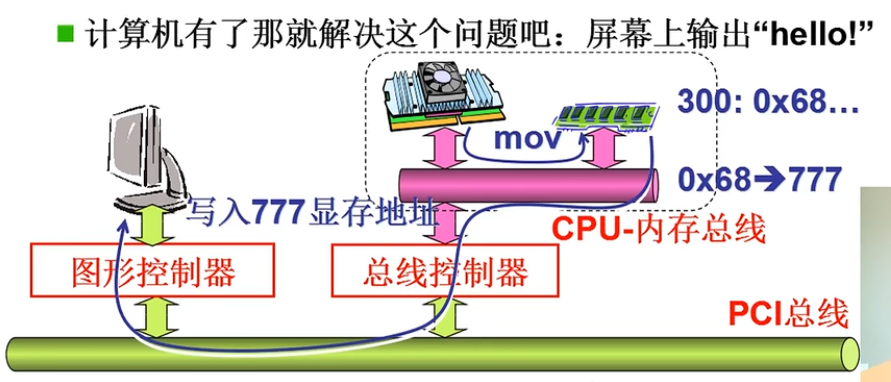 计算机有了那就解决这个问题吧：屏幕上输出“hello!”
300: 0x68…
mov
0x68➔777
写入777显存地址
CPU-内存总线
图形控制器
总线控制器
PCI总线